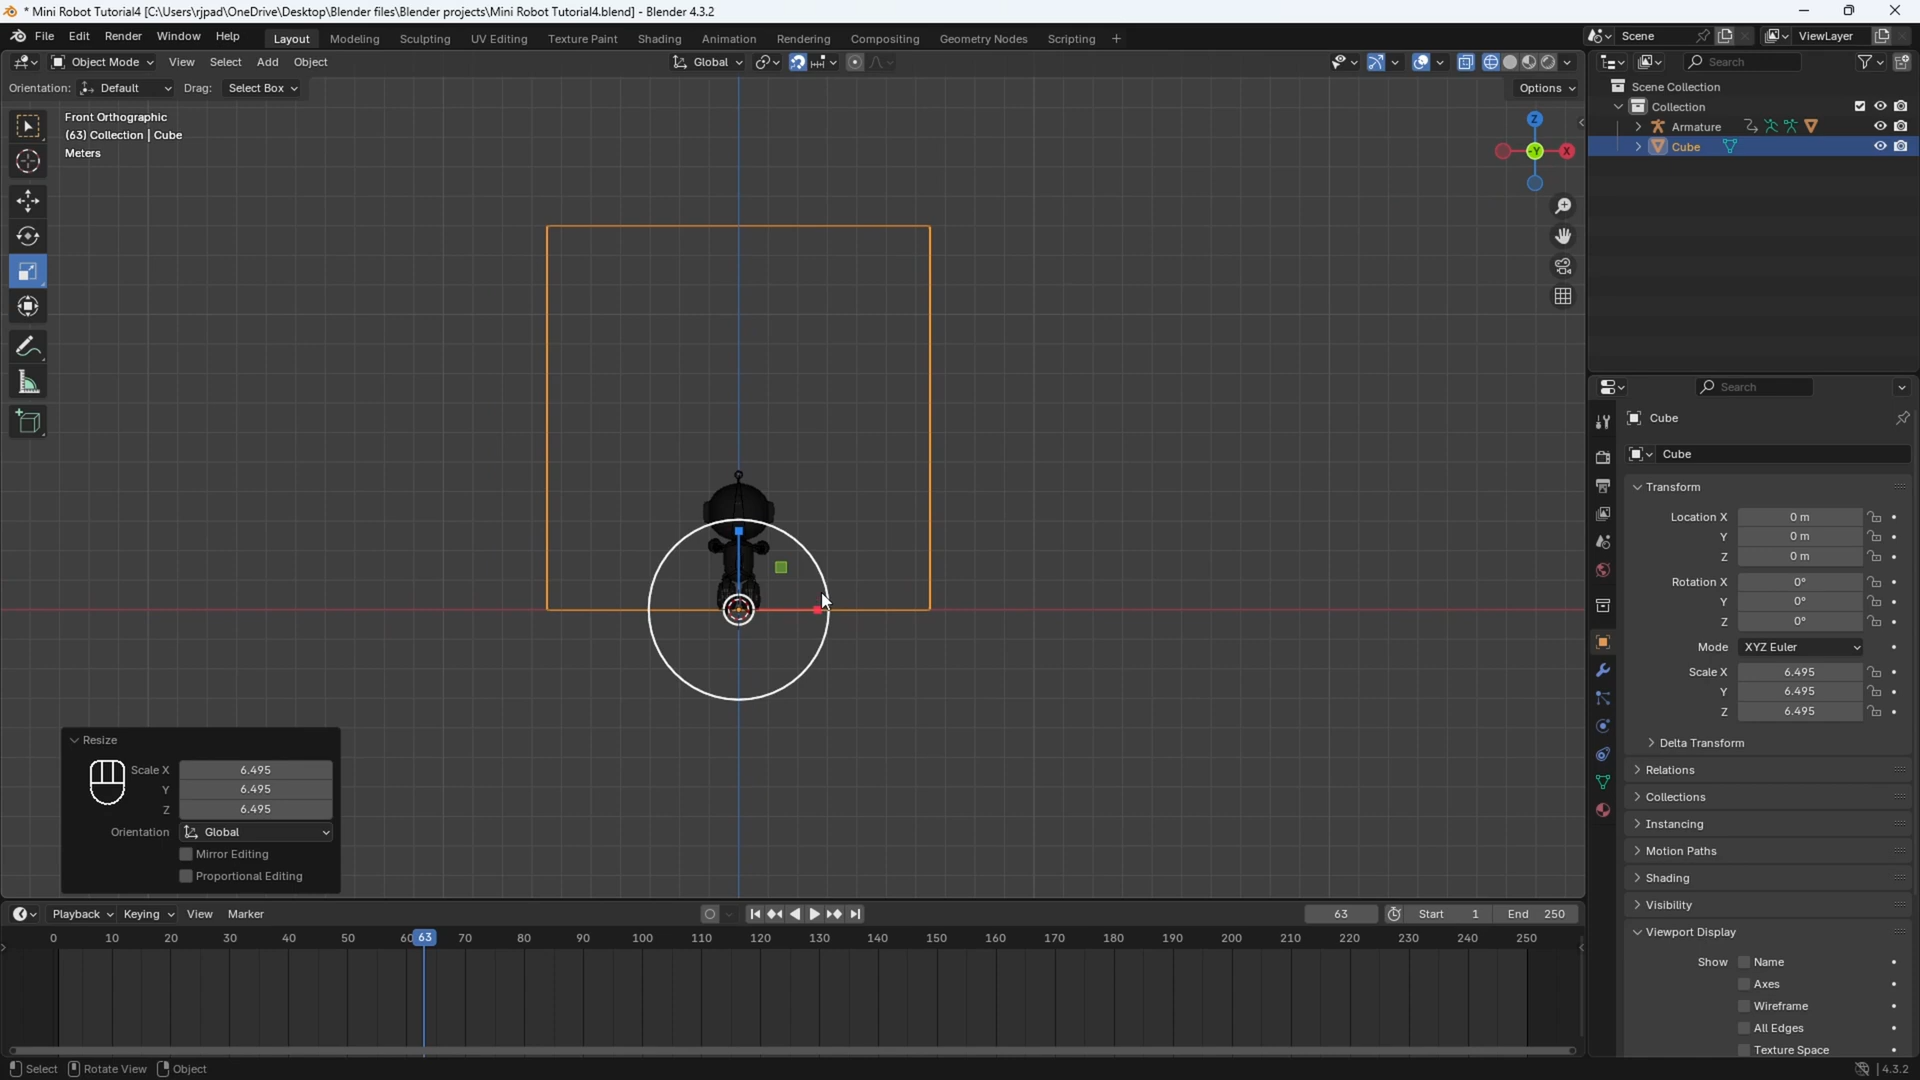 * Mini Robot Tutorial4 [C:\Users\rjpad\OneDrive\Desktop\Blender files\Blender projects\Mini Robot Tutorial4.blend] - Blender 4.3.2
File Edit Render Window Help Layout Modeling Sculpting UV Editing Texture Paint Shading Animation Rendering Compositing Geometry Nodes Scripting + Scene ViewLayer
Object Mode View Select Add Object Global Search
Orientation: Default Drag: Select Box Options
Front Orthographic
(63) Collection | Cube
Meters
Z
-Y
X
Scene Collection
Collection
Armature
Cube
Search
Cube
Cube
Transform
Location X 0 m
Y 0 m
Z 0 m
Rotation X 0°
Y 0°
Z 0°
Mode XYZ Euler
Scale X 6.495
Y 6.495
Z 6.495
Delta Transform
Relations
Collections
Instancing
Motion Paths
Shading
Visibility
Viewport Display
Show Name
Axes
Wireframe
All Edges
Texture Space
Resize
Scale X 6.495
Y 6.495
Z 6.495
Orientation Global
Mirror Editing
Proportional Editing
Playback Keying View Marker 63 Start 1 End 250
0 10 20 30 40 50 60 63 70 80 90 100 110 120 130 140 150 160 170 180 190 200 210 220 230 240 250
Select Rotate View Object 4.3.2